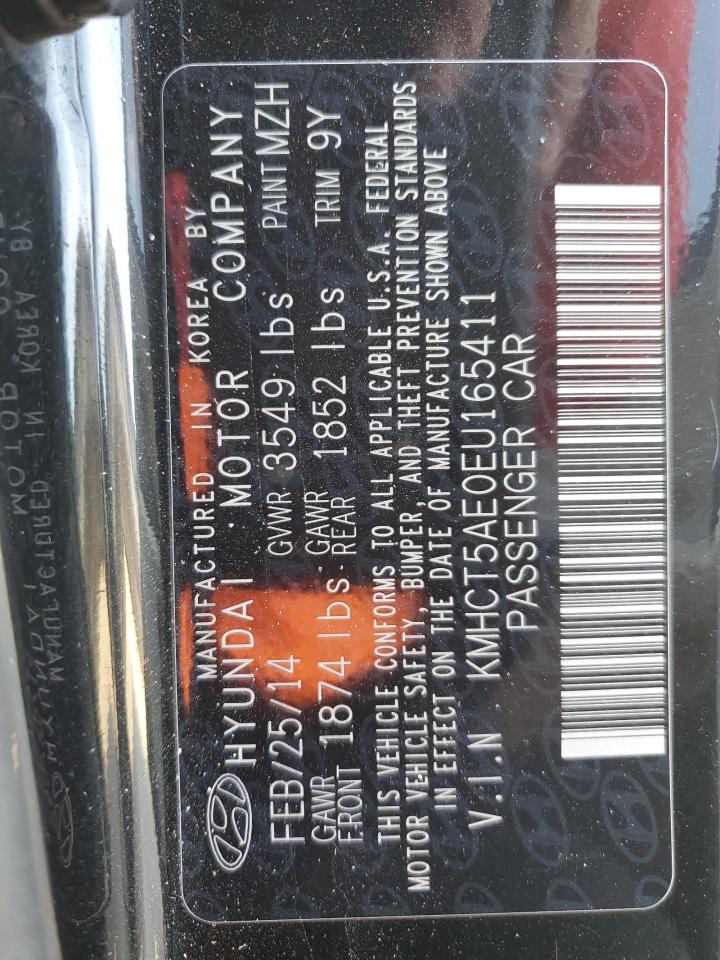 MANUFACTURED IN KOREA BY
HYUNDAI MOTOR COMPANY
FEB/25/14 GVWR 3549 lbs PAINT MZH
GAWR FRONT 1874 lbs GAWR REAR 1852 lbs TRIM 9Y
THIS VEHICLE CONFORMS TO ALL APPLICABLE U.S.A. FEDERAL
MOTOR VEHICLE SAFETY, BUMPER, AND THEFT PREVENTION STANDARDS
IN EFFECT ON THE DATE OF MANUFACTURE SHOWN ABOVE
V.I.N. KMHCT5AE0EU165411
PASSENGER CAR